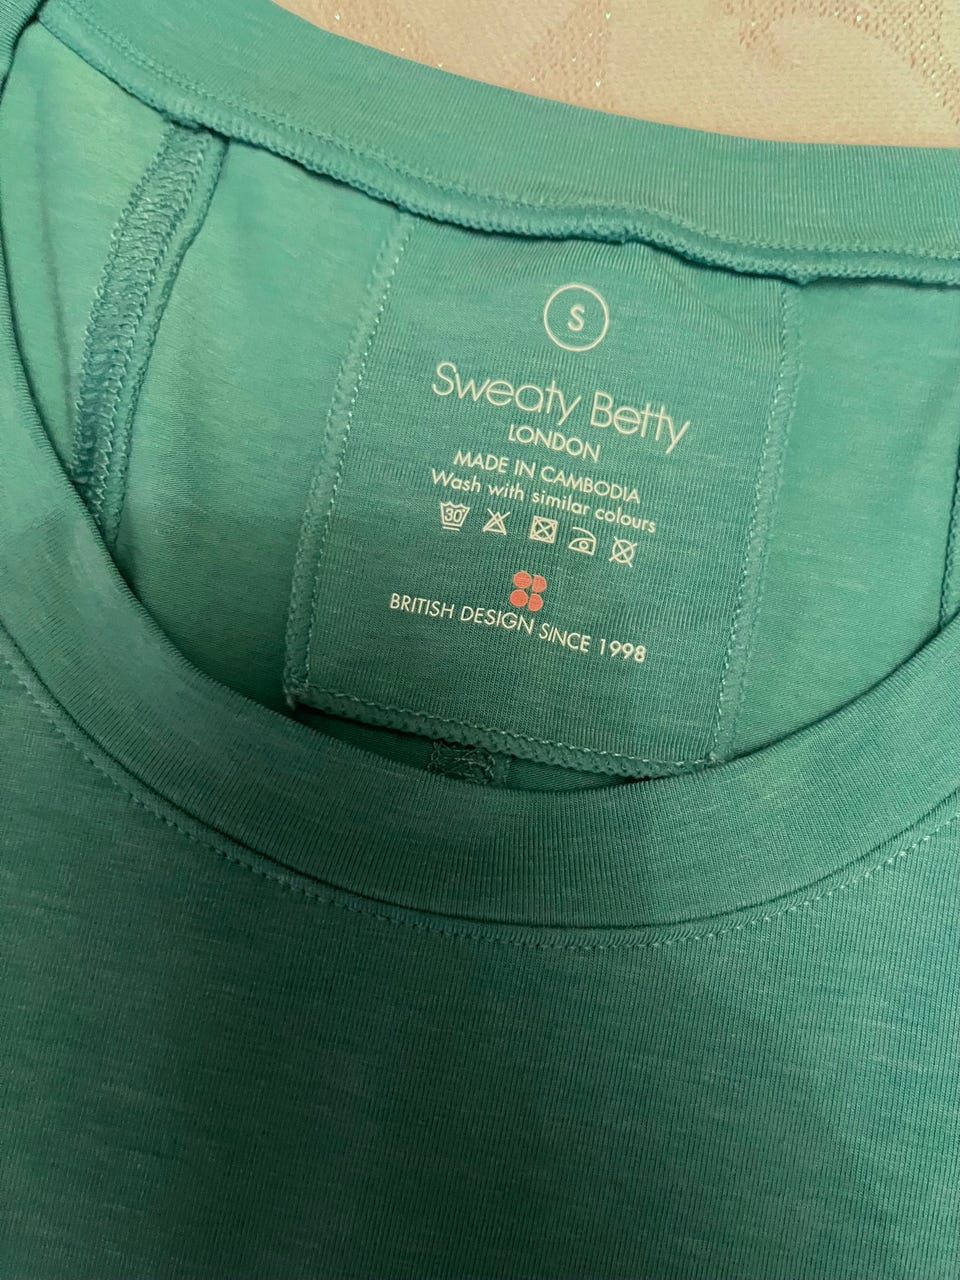 S
Sweaty Betty
LONDON
MADE IN CAMBODIA
Wash with similar colours
30
BRITISH DESIGN SINCE 1998